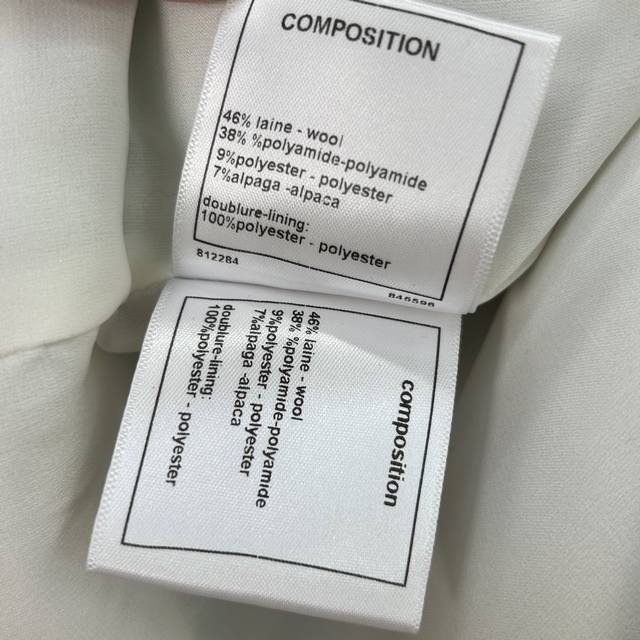 COMPOSITION
46% laine - wool
38% %polyamide-polyamide
9%polyester - polyester
7%alpaga -alpaca
doublure-lining:
100%polyester - polyester
812284
845596
composition
46% laine - wool
38% %polyamide-polyamide
9%polyester - polyester
7%alpaga -alpaca
doublure-lining:
100%polyester - polyester